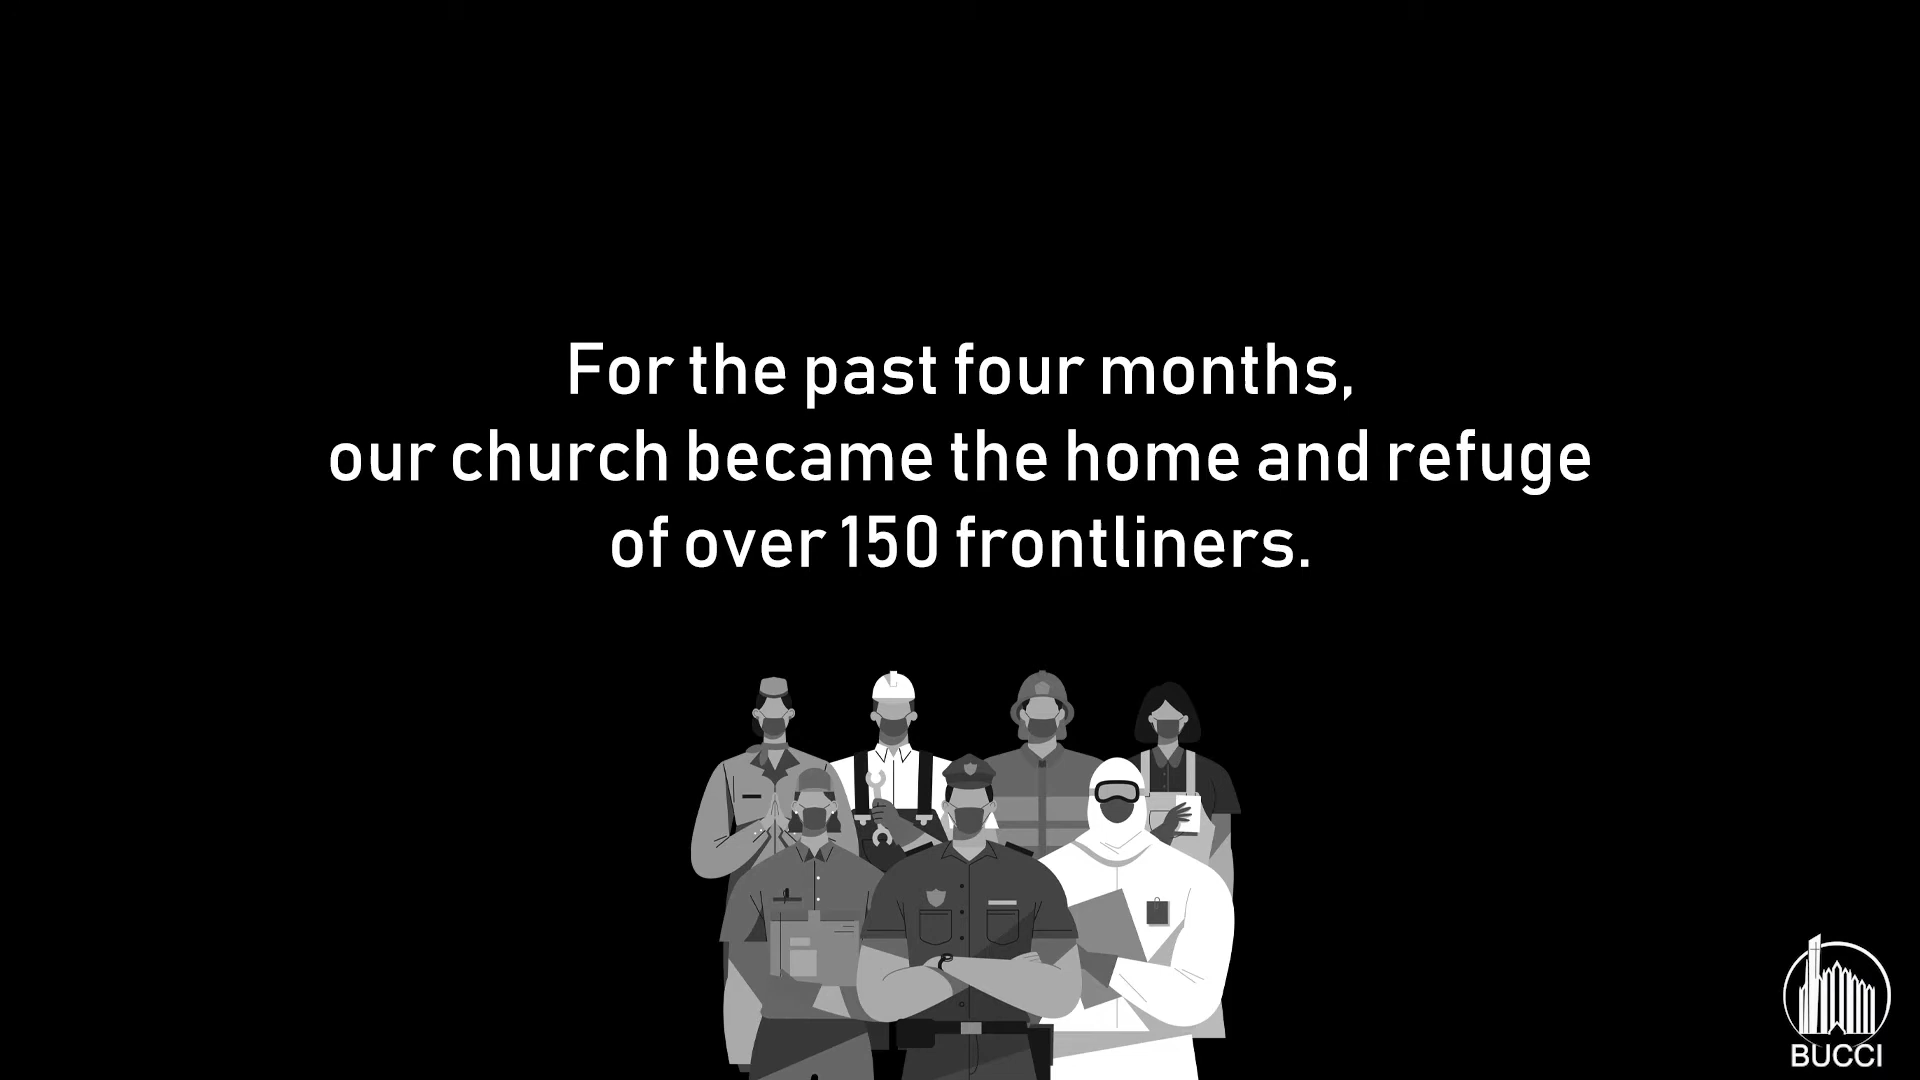 For the past four months,
our church became the home and refuge
of over 150 frontliners.
BUCCI